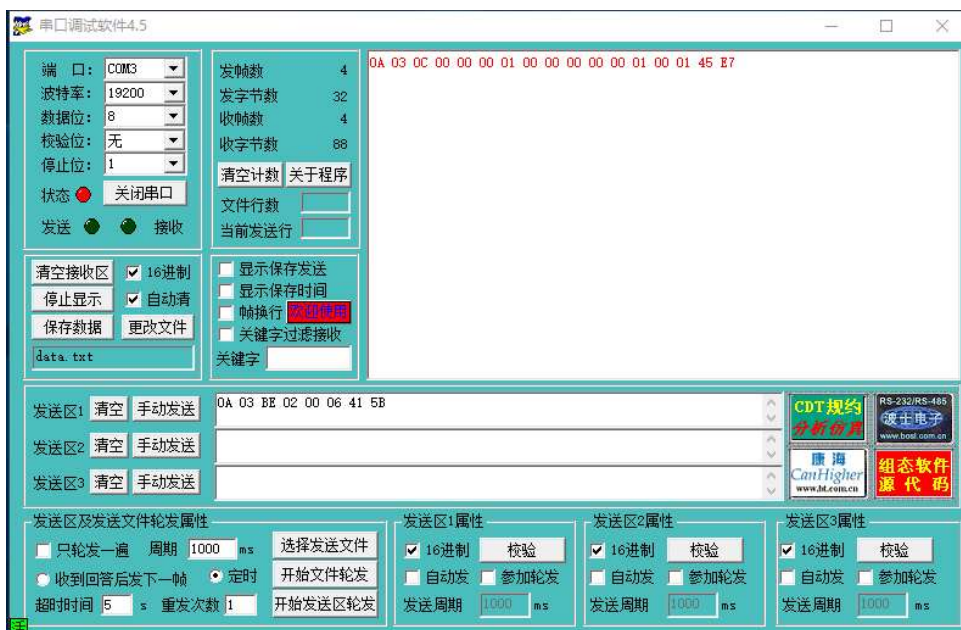 串口调试软件4.5
端 口: COM3
波特率: 19200
数据位: 8
校验位: 无
停止位: 1
状态 关闭串口
发送 接收
发帧数 4
发字节数 32
收帧数 4
收字节数 88
清空计数 关于程序
文件行数
当前发送行
0A 03 0C 00 00 00 01 00 00 00 00 00 01 00 01 45 E7
清空接收区 16进制
停止显示 自动清
保存数据 更改文件
data.txt
显示保存发送
显示保存时间
帧换行 欢迎使用
关键字过滤接收
关键字
发送区1 清空 手动发送 0A 03 BE 02 00 06 41 5B
发送区2 清空 手动发送
发送区3 清空 手动发送
CDT规约
分析仿真
RS-232/RS-485
波士电子
www.bosi.com.cn
康海
CanHigher
www.bt.com.cn
组态软件
源代码
发送区及发送文件轮发属性
只轮发一遍 周期 1000 ms 选择发送文件
收到回答后发下一帧 定时 开始文件轮发
超时时间 5 s 重发次数 1 开始发送区轮发
发送区1属性
16进制 校验
自动发 参加轮发
发送周期 1000 ms
发送区2属性
16进制 校验
自动发 参加轮发
发送周期 1000 ms
发送区3属性
16进制 校验
自动发 参加轮发
发送周期 1000 ms